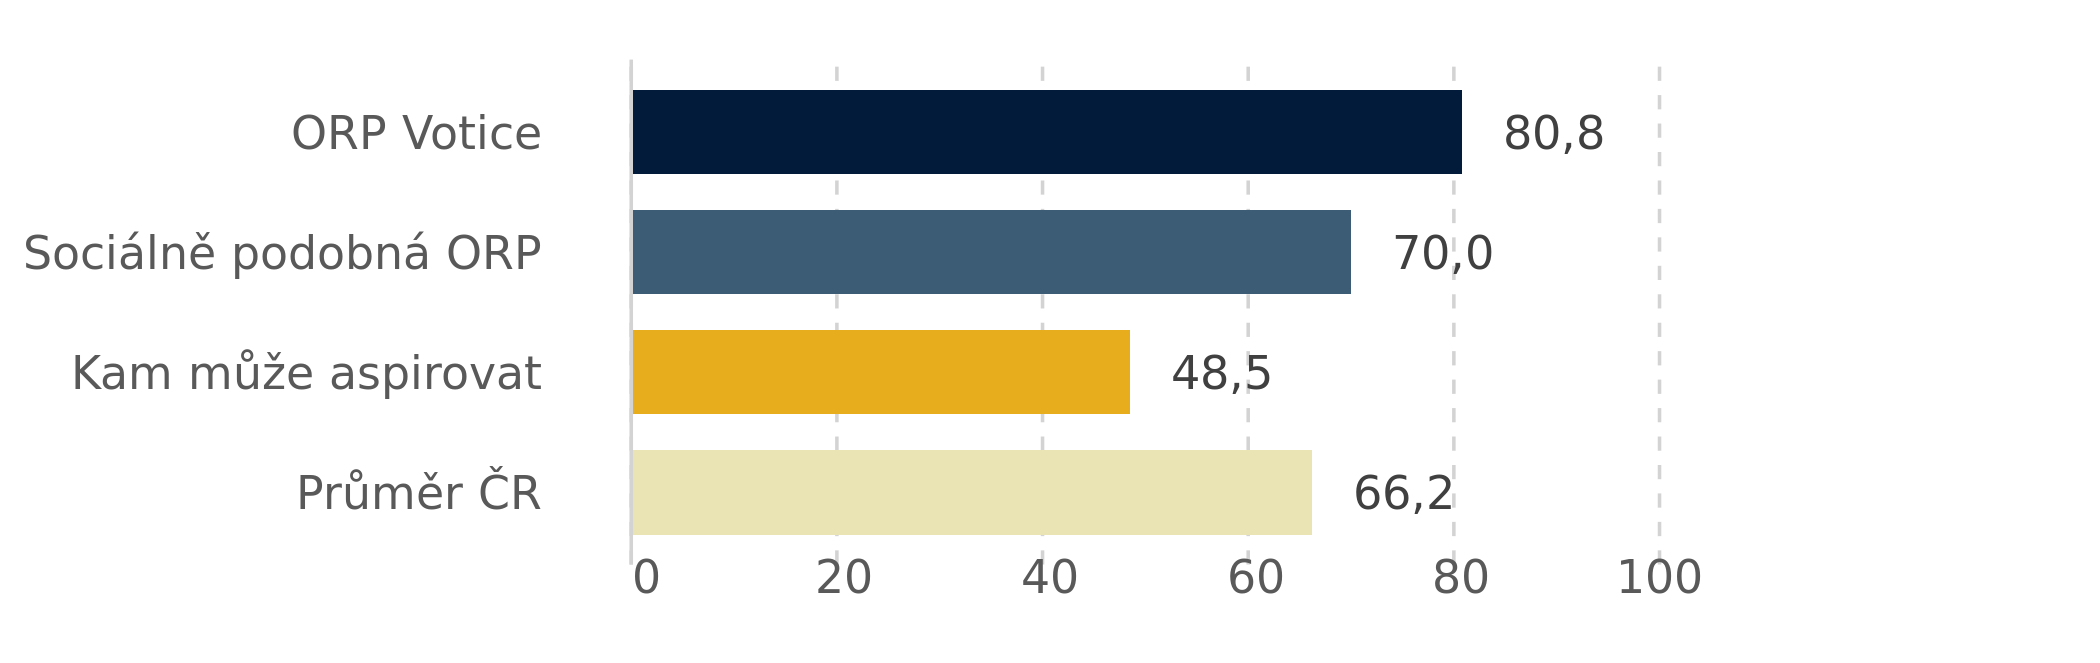 ORP Votice 80,8
Sociálně podobná ORP 70,0
Kam může aspirovat 48,5
Průměr ČR 66,2
0 20 40 60 80 100